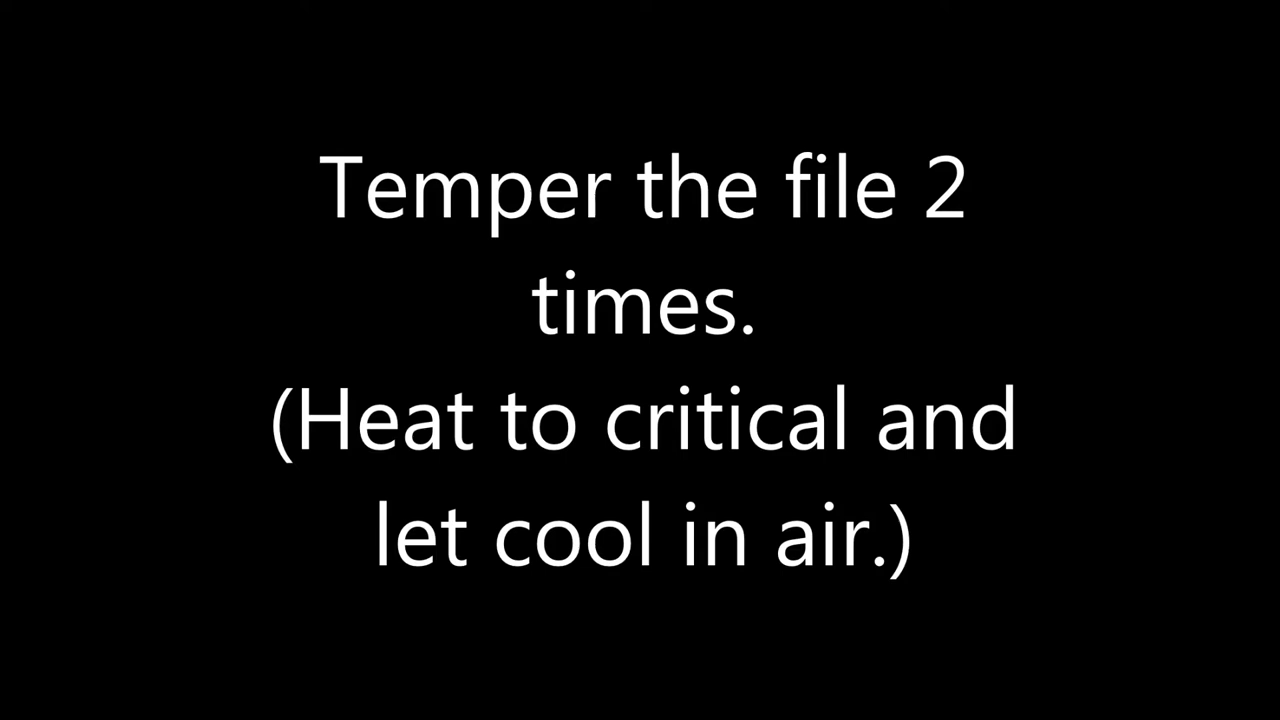 Temper the file 2
times.
(Heat to critical and
let cool in air.)